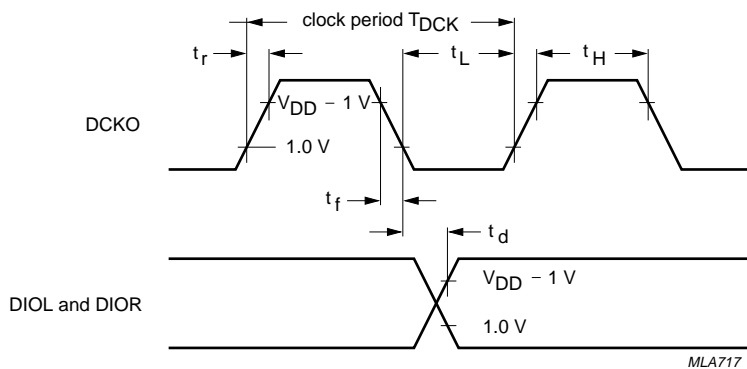 clock period TDCK
tr
tL
tH
DCKO
VDD − 1 V
1.0 V
tf
td
DIOL and DIOR
VDD − 1 V
1.0 V
MLA717